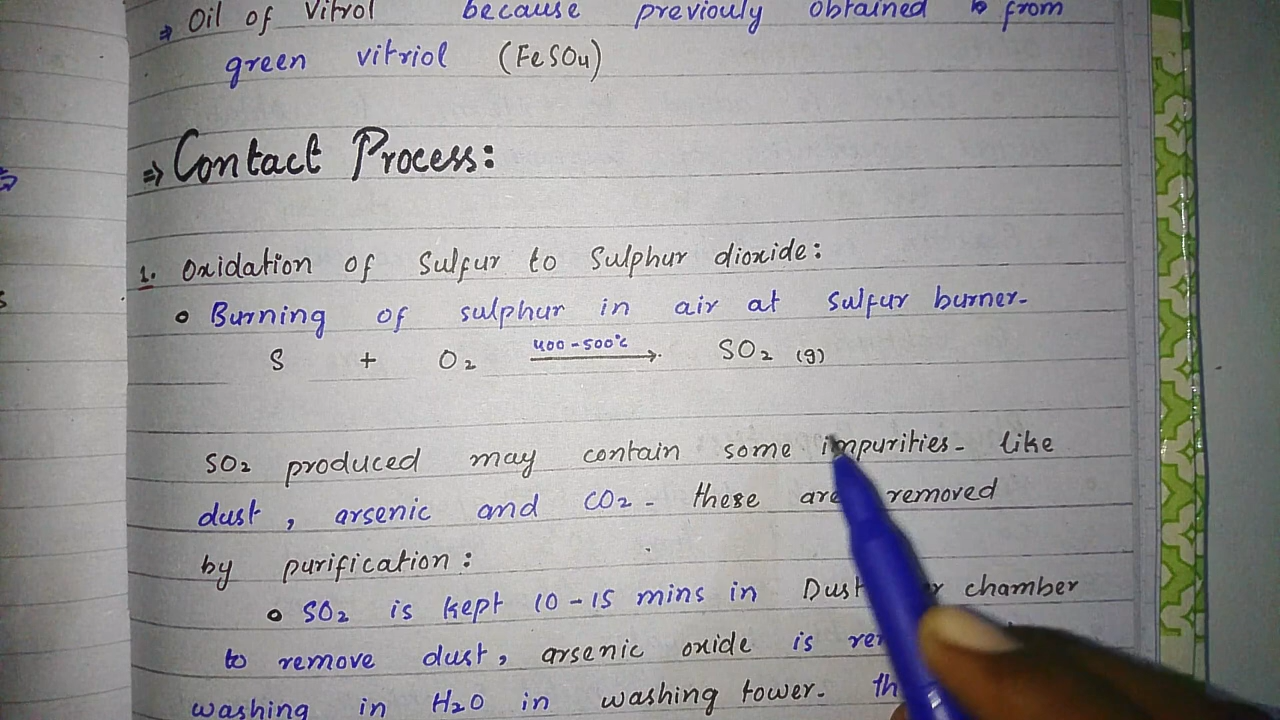 ⇒ Oil of Vitrol because previouly obtained from
green vitriol (FeSO4)
⇒ Contact Process:
1. Oxidation of Sulfur to Sulphur dioxide:
o Burning of sulphur in air at sulfur burner.
S + O2 400-500°C → SO2 (g)
SO2 produced may contain some impurities. like
dust, arsenic and CO2. these are removed
by purification:
o SO2 is kept 10-15 mins in Dust chamber
to remove dust, arsenic oxide is
washing in H2O in washing tower.